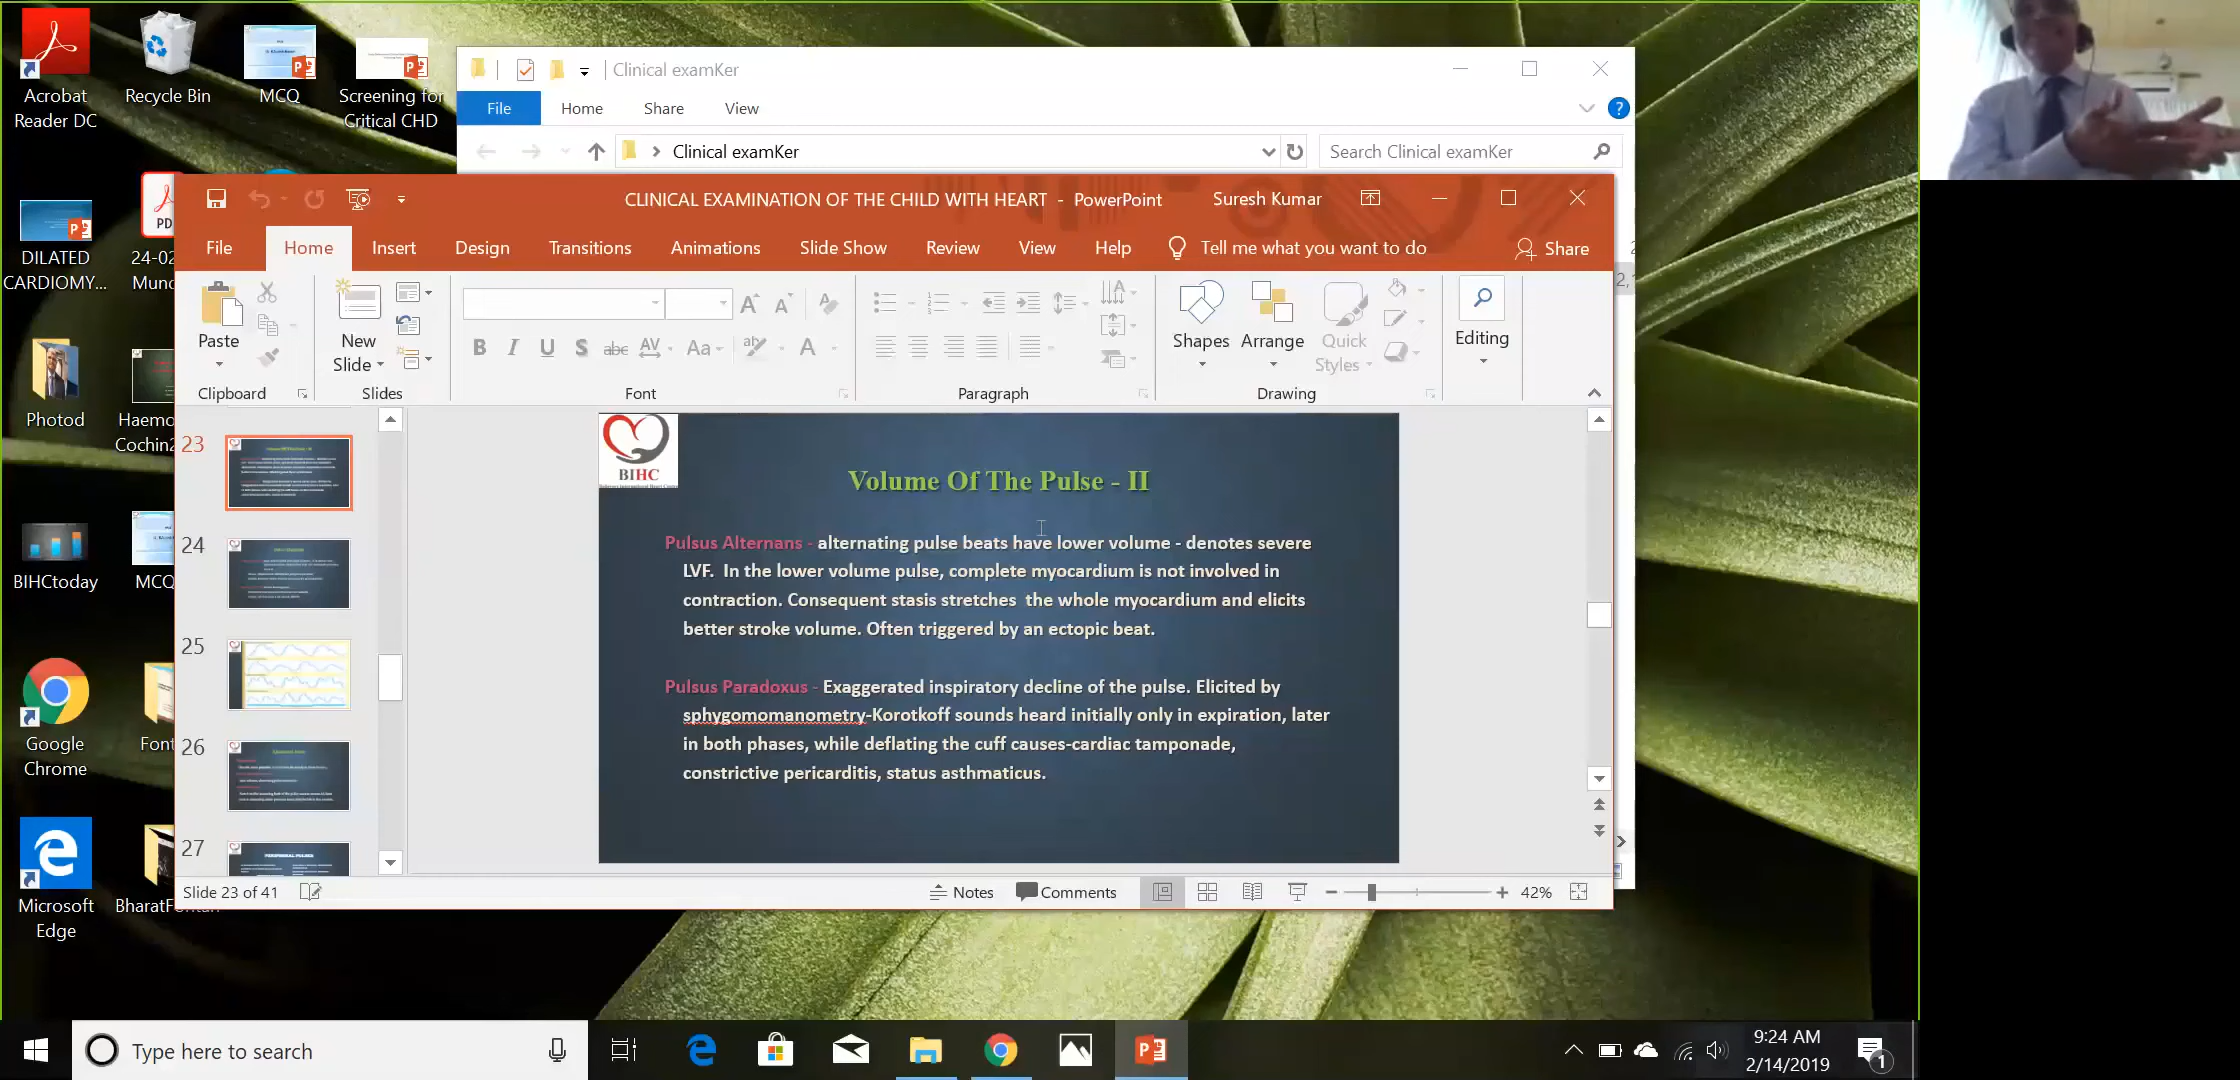 Acrobat
Reader DC
Recycle Bin
MCQ
Screening for
Critical CHD
DILATED
CARDIOMY...
24-02
Photod
Haemo
BIHCtoday
MCQ
Google
Chrome
Font
Microsoft
Edge
Clinical examKer
File Home Share View
Clinical examKer
Search Clinical examKer
CLINICAL EXAMINATION OF THE CHILD WITH HEART - PowerPoint
Suresh Kumar
File Home Insert Design Transitions Animations Slide Show Review View Help Tell me what you want to do Share
Paste
New
Slide
Shapes Arrange Quick
Styles
Editing
Clipboard Slides Font Paragraph Drawing
23
24
25
26
27
BIHC
Volume Of The Pulse - II
Pulsus Alternans - alternating pulse beats have lower volume - denotes severe
LVF. In the lower volume pulse, complete myocardium is not involved in
contraction. Consequent stasis stretches the whole myocardium and elicits
better stroke volume. Often triggered by an ectopic beat.
Pulsus Paradoxus - Exaggerated inspiratory decline of the pulse. Elicited by
sphygomomanometry-Korotkoff sounds heard initially only in expiration, later
in both phases, while deflating the cuff causes-cardiac tamponade,
constrictive pericarditis, status asthmaticus.
Slide 23 of 41
Notes Comments
42%
Type here to search
9:24 AM
2/14/2019
1